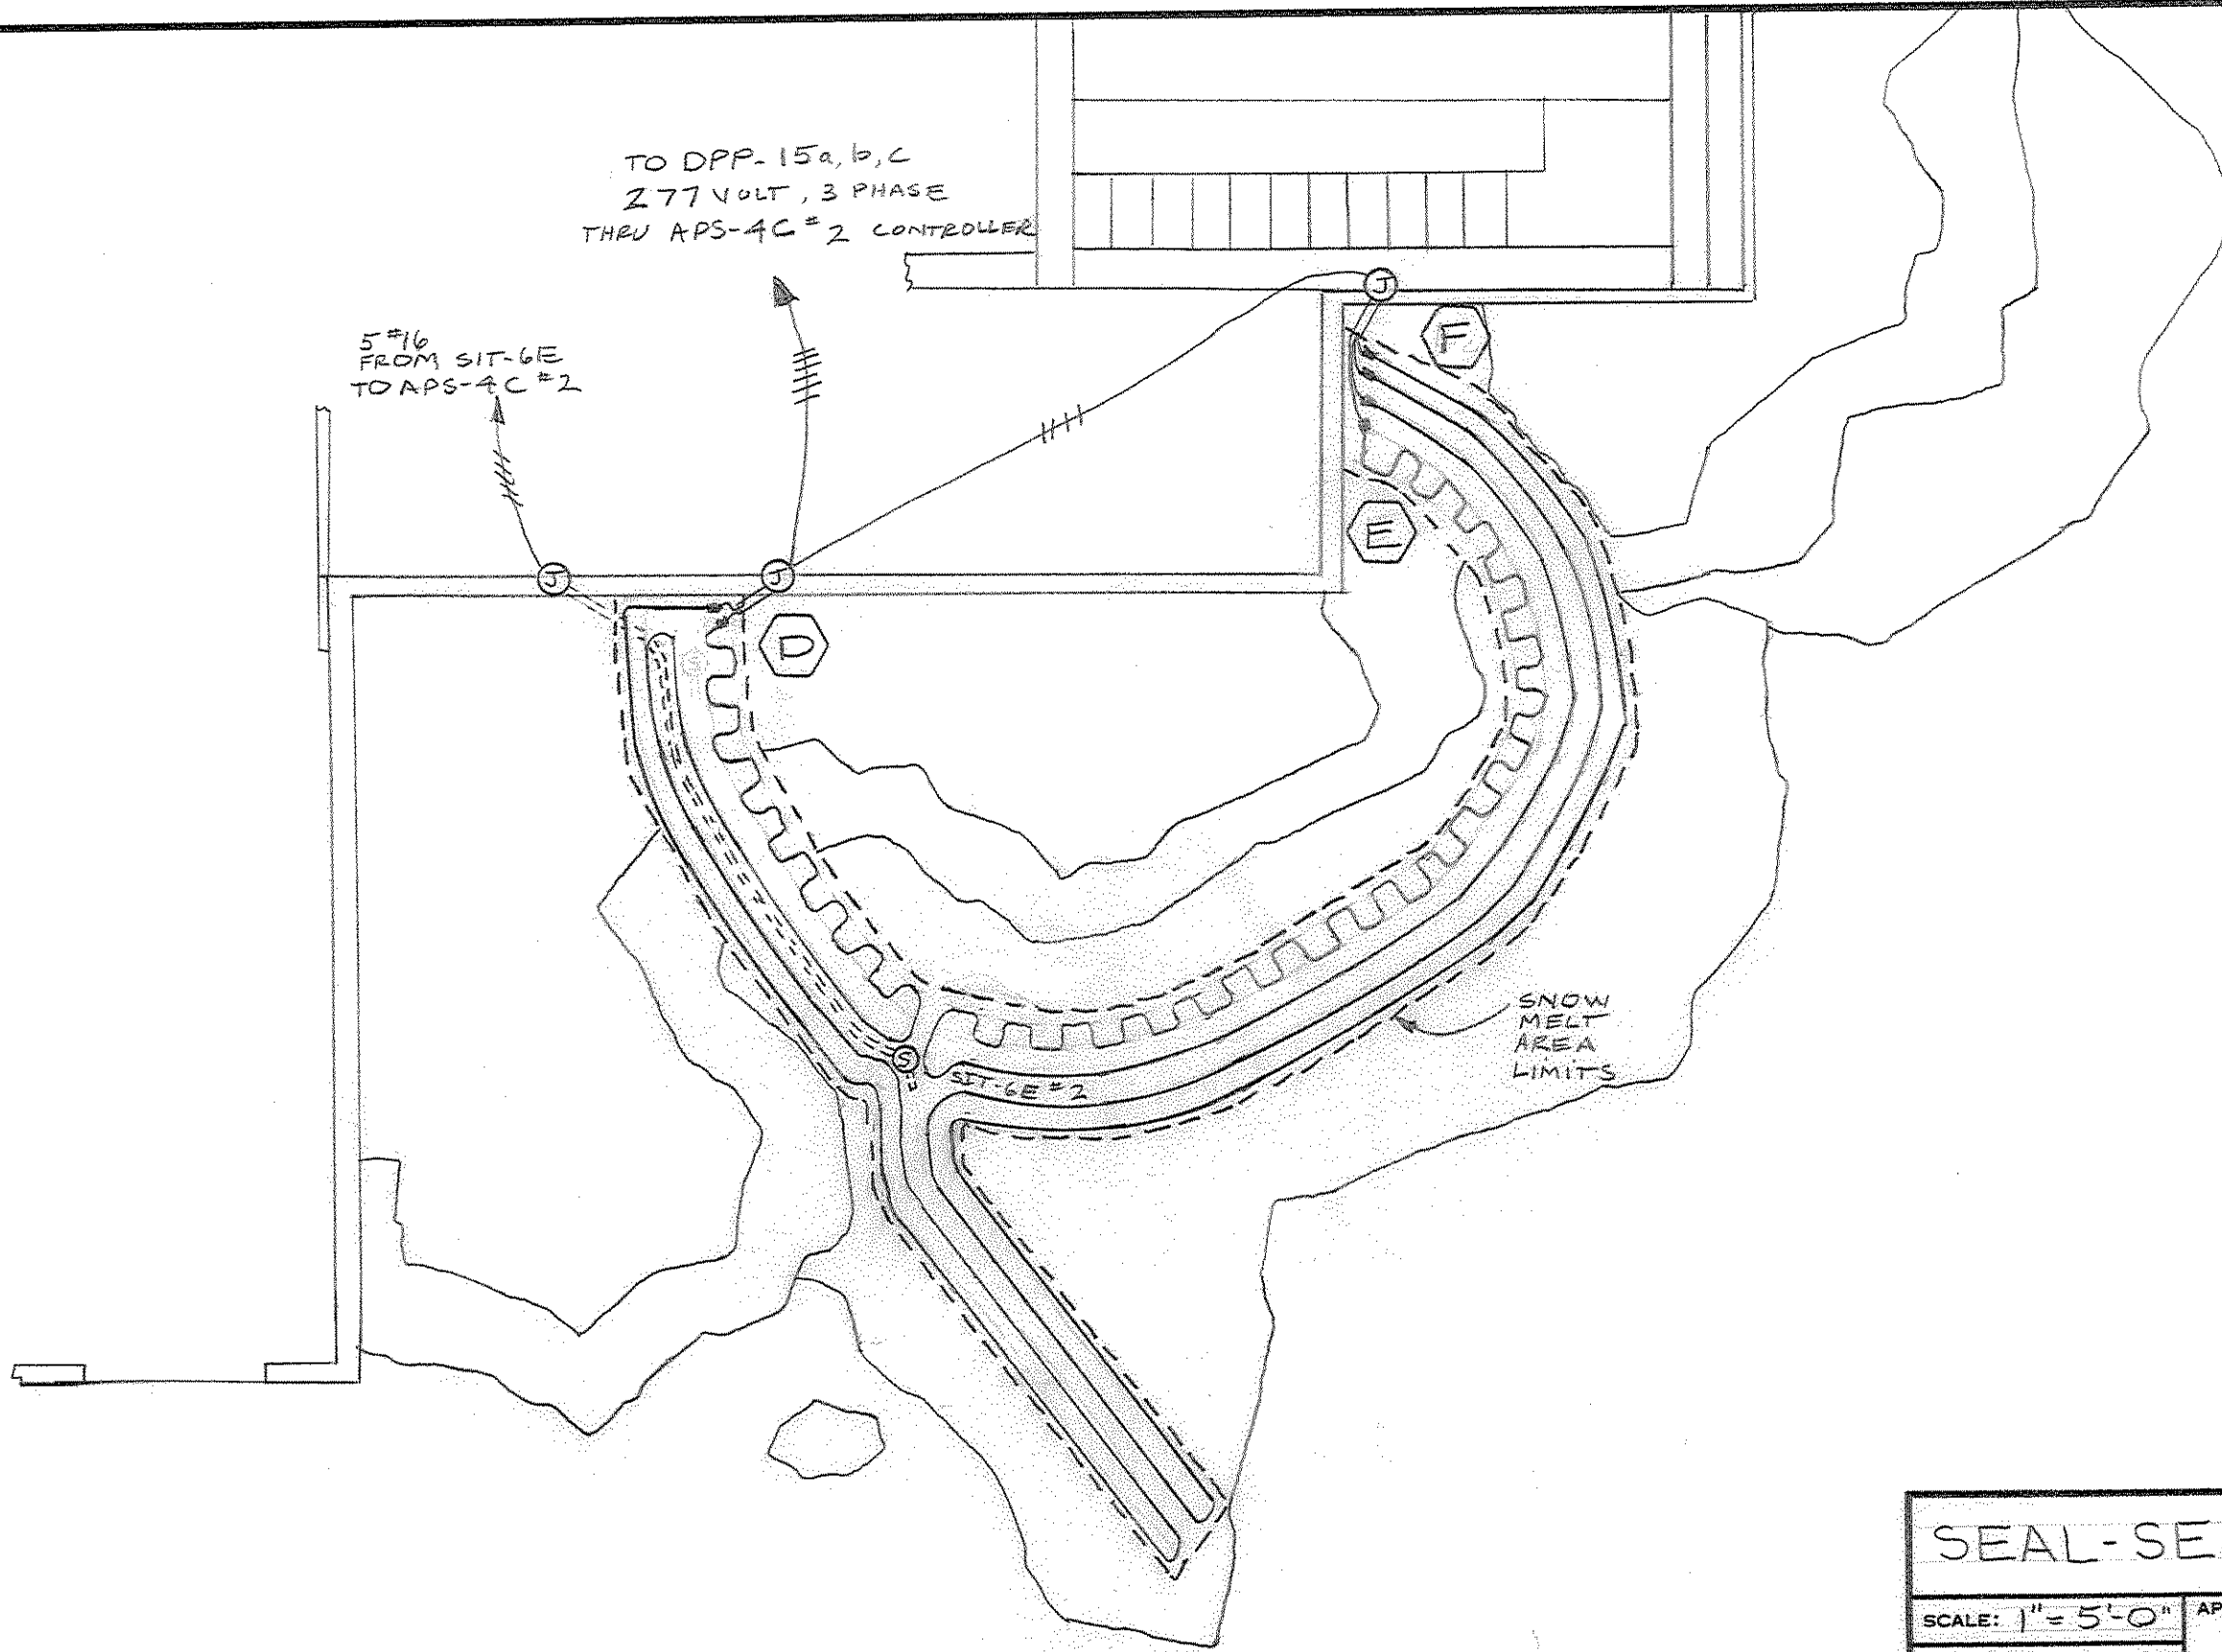 TO DPP-15a, b, c
277 VOLT, 3 PHASE
THRU APS-4C #2 CONTROLLER
5 #16
FROM SIT-6E
TO APS-4C #2
J
F
E
J
J
D
S
SIT-6E #2
SNOW
MELT
AREA
LIMITS
SEAL-SE
SCALE: 1" = 5'-0"
AP